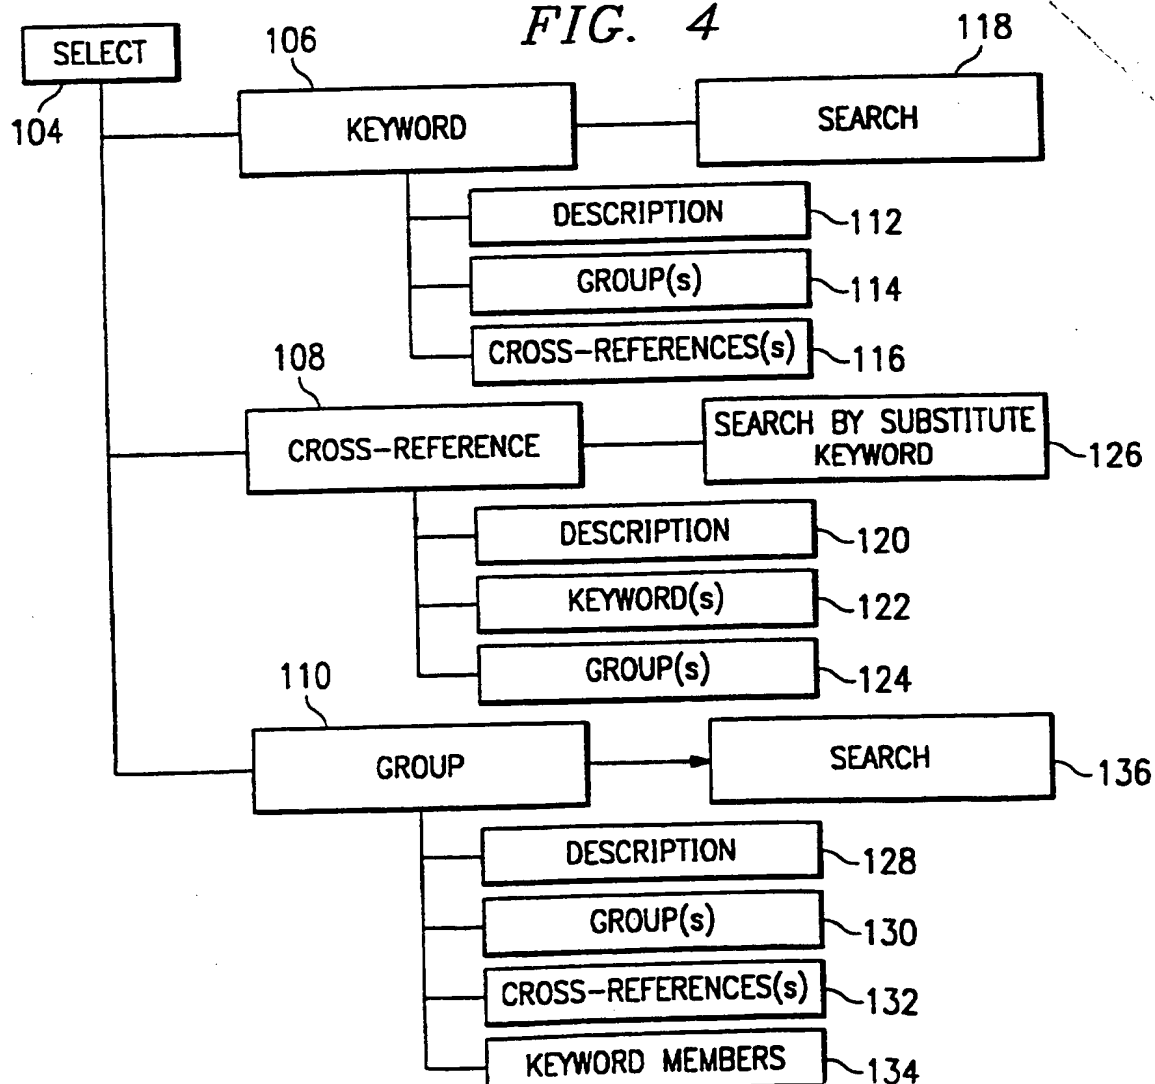 FIG. 4
SELECT
104
106
KEYWORD
118
SEARCH
DESCRIPTION
112
GROUP(s)
114
CROSS-REFERENCES(s)
116
108
CROSS-REFERENCE
SEARCH BY SUBSTITUTE
KEYWORD
126
DESCRIPTION
120
KEYWORD(s)
122
GROUP(s)
124
110
GROUP
SEARCH
136
DESCRIPTION
128
GROUP(s)
130
CROSS-REFERENCES(s)
132
KEYWORD MEMBERS
134